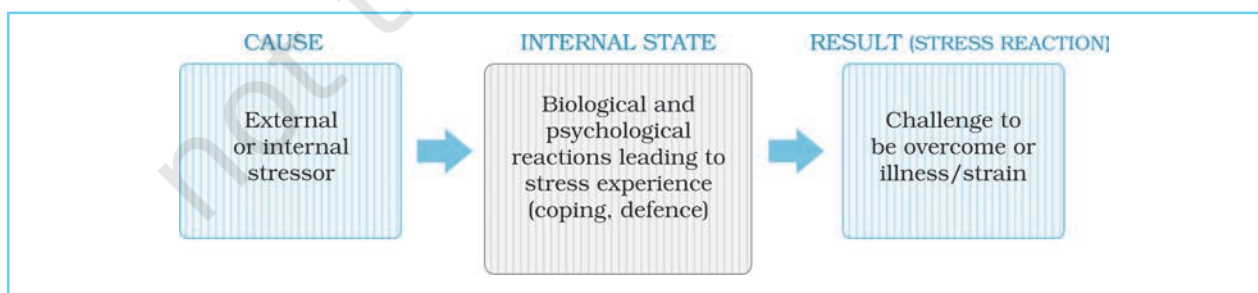 CAUSE
External
or internal
stressor
INTERNAL STATE
Biological and
psychological
reactions leading to
stress experience
(coping, defence)
RESULT (STRESS REACTION)
Challenge to
be overcome or
illness/strain
not t